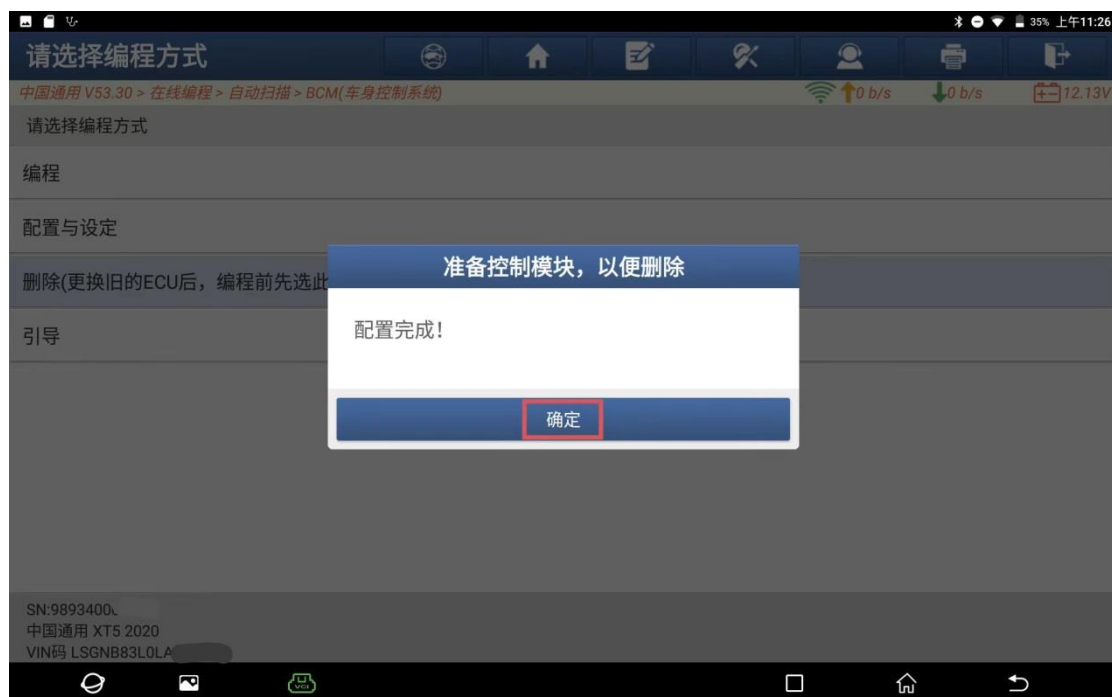 35% 上午11:26
请选择编程方式
中国通用 V53.30 > 在线编程 > 自动扫描 > BCM(车身控制系统) 0 b/s 0 b/s 12.13V
请选择编程方式
编程
配置与设定
删除(更换旧的ECU后，编程前先选此
引导
准备控制模块，以便删除
配置完成！
确定
SN:9893400
中国通用 XT5 2020
VIN码 LSGNB83L0LA
VCI